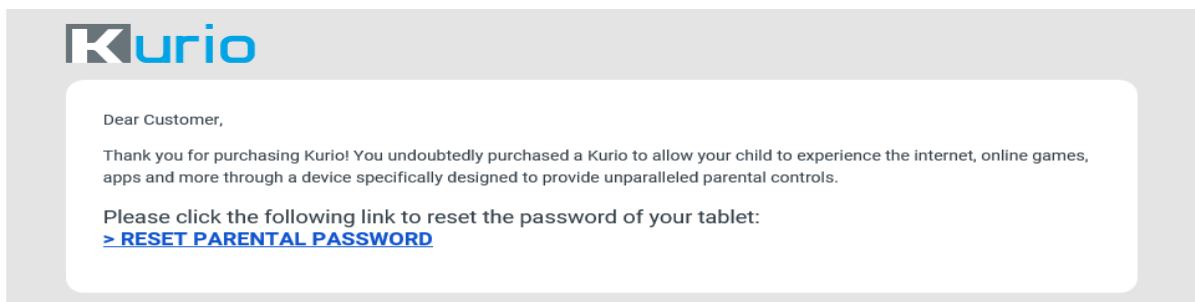 Kurio
Dear Customer,
Thank you for purchasing Kurio! You undoubtedly purchased a Kurio to allow your child to experience the internet, online games,
apps and more through a device specifically designed to provide unparalleled parental controls.
Please click the following link to reset the password of your tablet:
> RESET PARENTAL PASSWORD